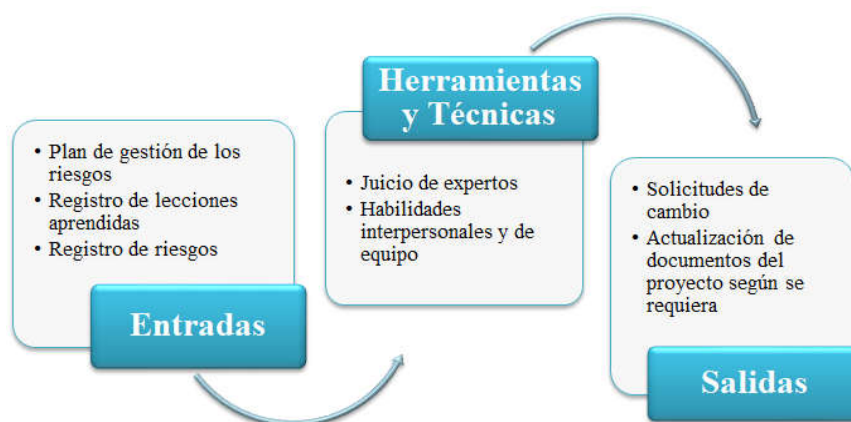 • Plan de gestión de los
riesgos
• Registro de lecciones
aprendidas
• Registro de riesgos
Entradas
Herramientas
y Técnicas
• Juicio de expertos
• Habilidades
interpersonales y de
equipo
• Solicitudes de
cambio
• Actualización de
documentos del
proyecto según se
requiera
Salidas